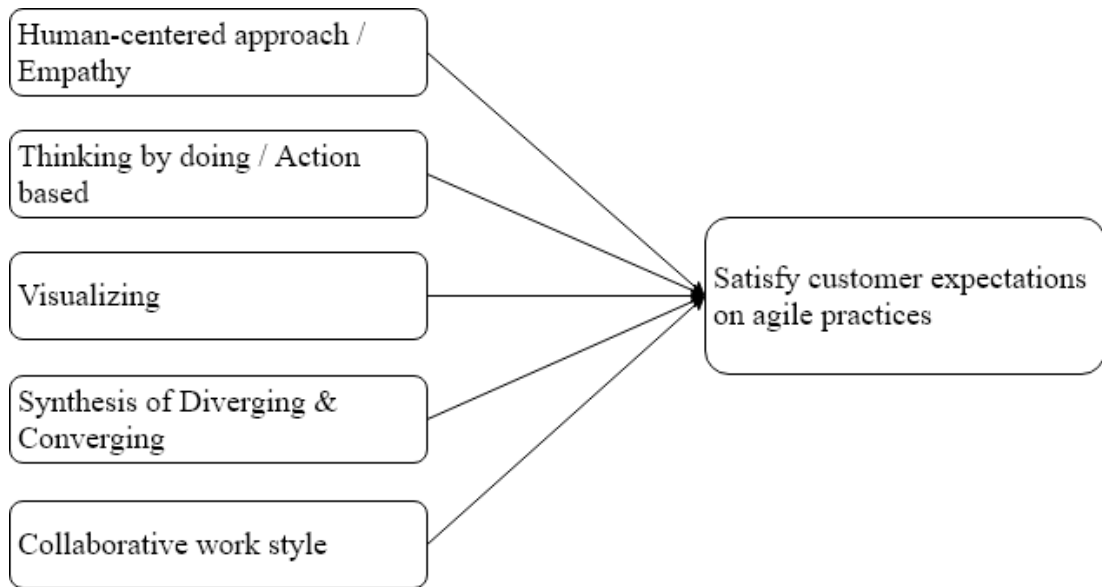 Human-centered approach /
Empathy
Thinking by doing / Action
based
Visualizing
Synthesis of Diverging &
Converging
Collaborative work style
Satisfy customer expectations
on agile practices